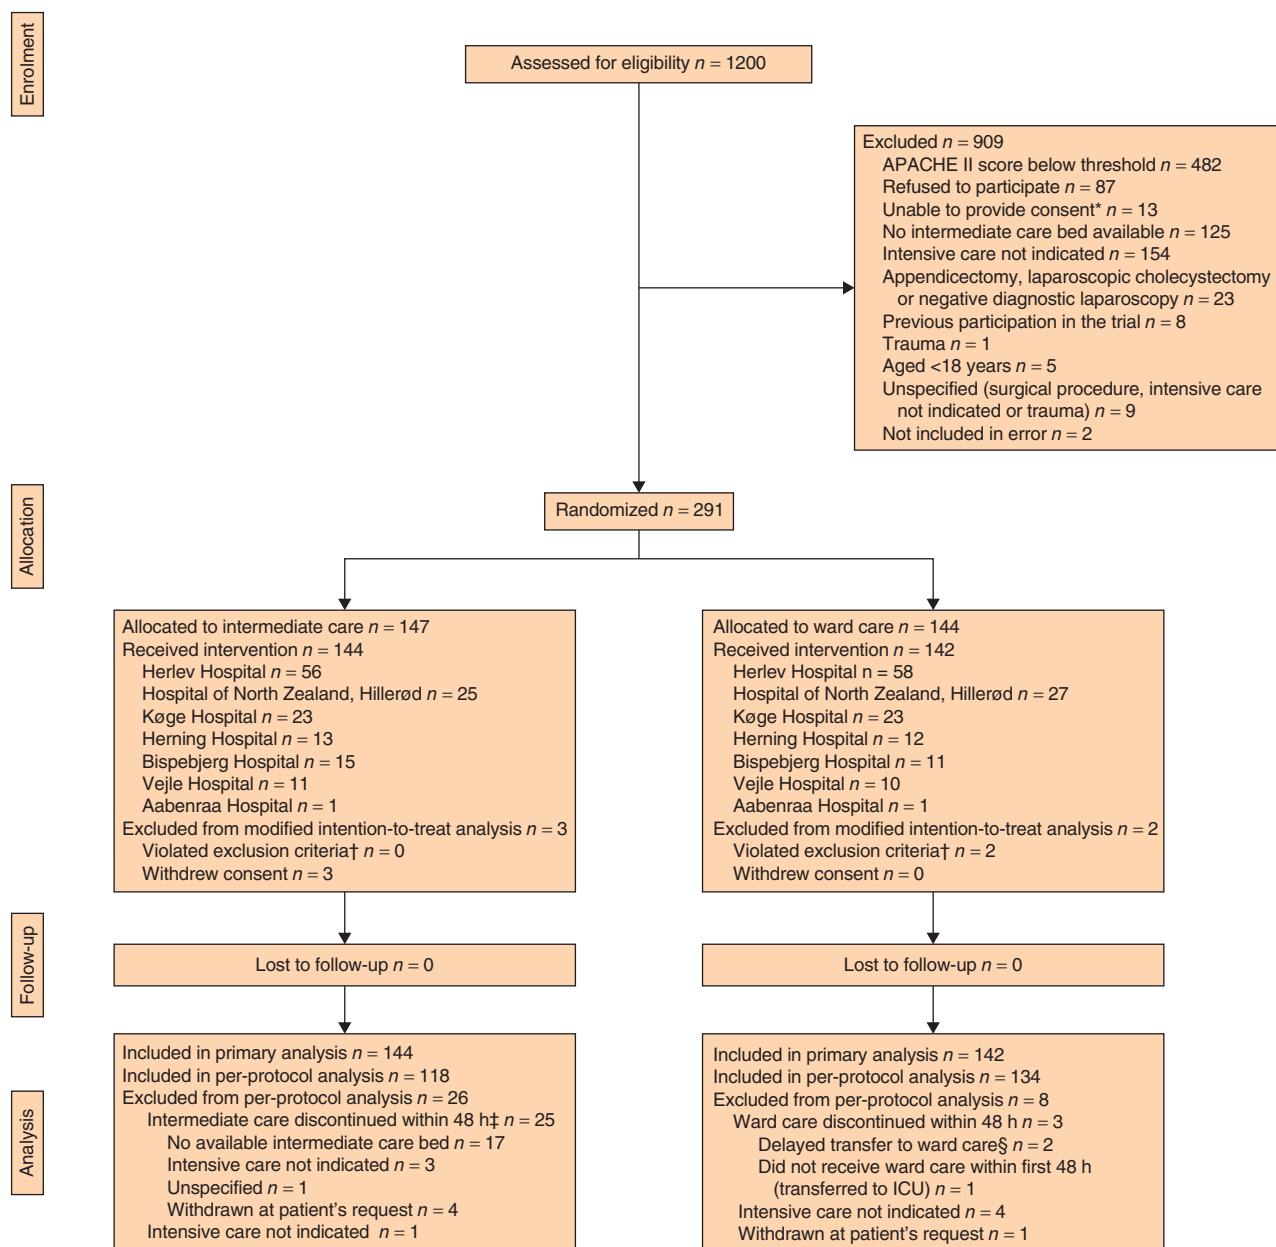 Enrolment
Assessed for eligibility n = 1200
Excluded n = 909
APACHE II score below threshold n = 482
Refused to participate n = 87
Unable to provide consent* n = 13
No intermediate care bed available n = 125
Intensive care not indicated n = 154
Appendicectomy, laparoscopic cholecystectomy
or negative diagnostic laparoscopy n = 23
Previous participation in the trial n = 8
Trauma n = 1
Aged <18 years n = 5
Unspecified (surgical procedure, intensive care
not indicated or trauma) n = 9
Not included in error n = 2
Allocation
Randomized n = 291
Allocated to intermediate care n = 147
Received intervention n = 144
Herlev Hospital n = 56
Hospital of North Zealand, Hillerød n = 25
Køge Hospital n = 23
Herning Hospital n = 13
Bispebjerg Hospital n = 15
Vejle Hospital n = 11
Aabenraa Hospital n = 1
Excluded from modified intention-to-treat analysis n = 3
Violated exclusion criteria† n = 0
Withdrew consent n = 3
Allocated to ward care n = 144
Received intervention n = 142
Herlev Hospital n = 58
Hospital of North Zealand, Hillerød n = 27
Køge Hospital n = 23
Herning Hospital n = 12
Bispebjerg Hospital n = 11
Vejle Hospital n = 10
Aabenraa Hospital n = 1
Excluded from modified intention-to-treat analysis n = 2
Violated exclusion criteria† n = 2
Withdrew consent n = 0
Follow-up
Lost to follow-up n = 0
Lost to follow-up n = 0
Analysis
Included in primary analysis n = 144
Included in per-protocol analysis n = 118
Excluded from per-protocol analysis n = 26
Intermediate care discontinued within 48 h‡ n = 25
No available intermediate care bed n = 17
Intensive care not indicated n = 3
Unspecified n = 1
Withdrawn at patient's request n = 4
Intensive care not indicated n = 1
Included in primary analysis n = 142
Included in per-protocol analysis n = 134
Excluded from per-protocol analysis n = 8
Ward care discontinued within 48 h n = 3
Delayed transfer to ward care§ n = 2
Did not receive ward care within first 48 h
(transferred to ICU) n = 1
Intensive care not indicated n = 4
Withdrawn at patient's request n = 1